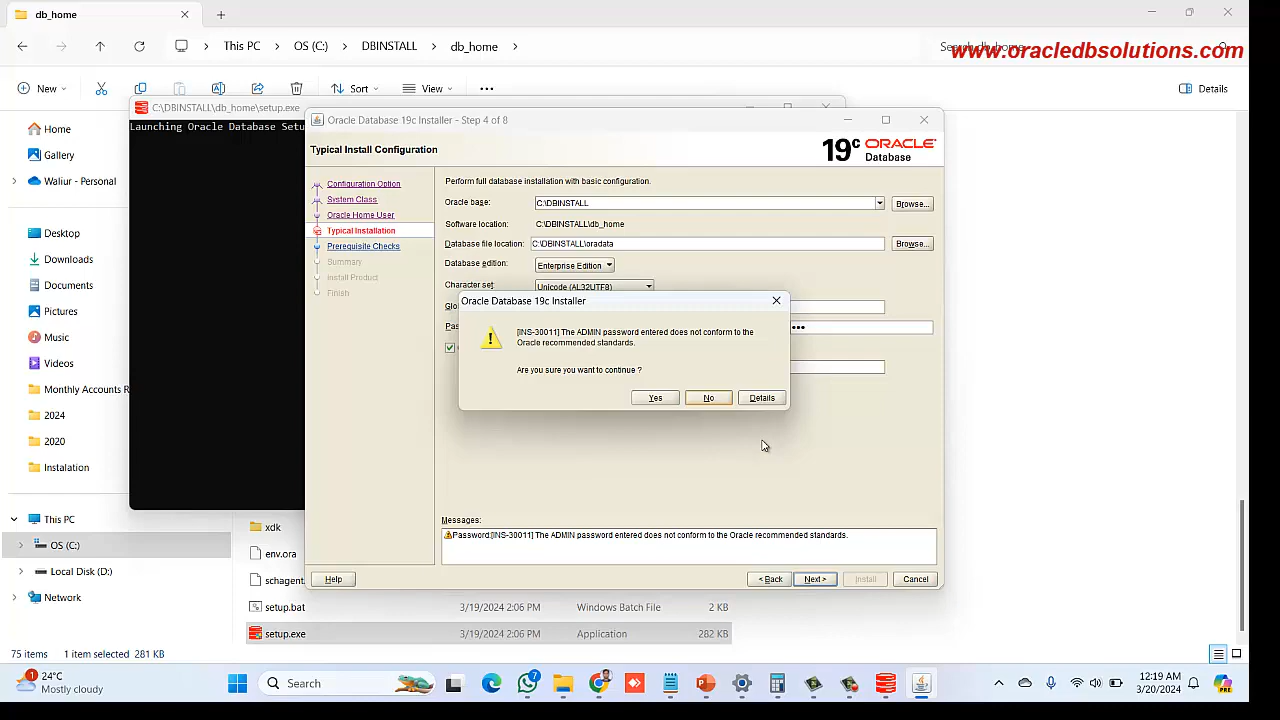 db_home
This PC > OS (C:) > DBINSTALL > db_home >
www.oracledbsolutions.com
New
Sort
View
Details
Home
Gallery
Waliur - Personal
Desktop
Downloads
Documents
Pictures
Music
Videos
Monthly Accounts R
2024
2020
Instalation
This PC
OS (C:)
Local Disk (D:)
Network
C:\DBINSTALL\db_home\setup.exe
Launching Oracle Database Setu
Oracle Database 19c Installer - Step 4 of 8
Typical Install Configuration
19c ORACLE
Database
Configuration Option
System Class
Oracle Home User
Typical Installation
Prerequisite Checks
Summary
Install Product
Finish
Perform full database installation with basic configuration.
Oracle base: C:\DBINSTALL Browse...
Software location: C:\DBINSTALL\db_home
Database file location: C:\DBINSTALL\oradata Browse...
Database edition: Enterprise Edition
Character set: Unicode (AL32UTF8)
Glo
Pas
•••
Oracle Database 19c Installer
[INS-30011] The ADMIN password entered does not conform to the
Oracle recommended standards.
Are you sure you want to continue ?
Yes No Details
Messages:
Password:[INS-30011] The ADMIN password entered does not conform to the Oracle recommended standards.
Help < Back Next > Install Cancel
xdk
env.ora
schagent
setup.bat 3/19/2024 2:06 PM Windows Batch File 2 KB
setup.exe 3/19/2024 2:06 PM Application 282 KB
75 items 1 item selected 281 KB
1
24°C
Mostly cloudy
Search
7
12:19 AM
3/20/2024
PRE